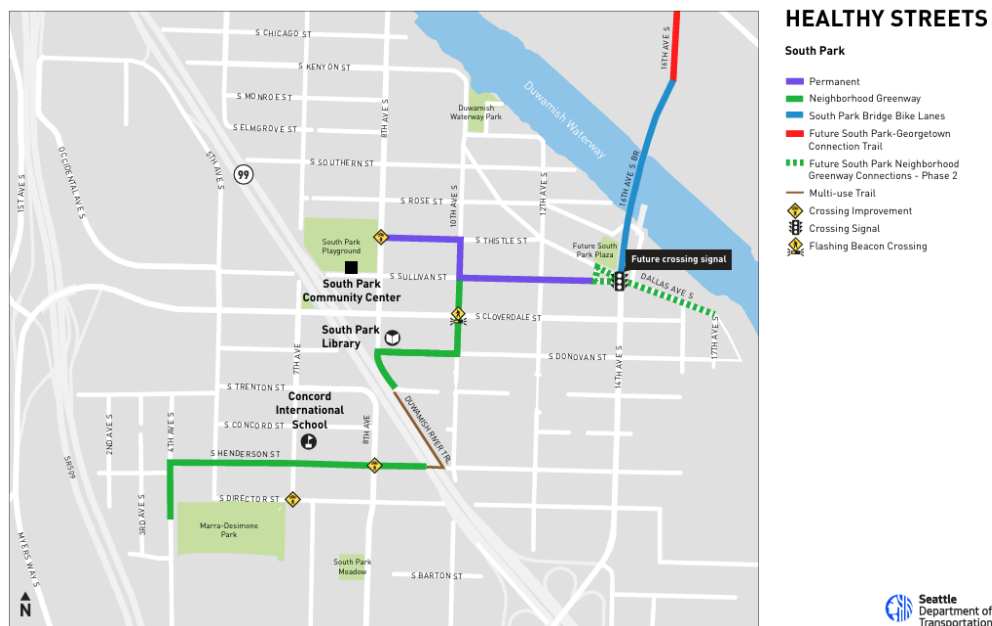 HEALTHY STREETS
South Park
Permanent
Neighborhood Greenway
South Park Bridge Bike Lanes
Future South Park-Georgetown
Connection Trail
Future South Park Neighborhood
Greenway Connections - Phase 2
Multi-use Trail
Crossing Improvement
Crossing Signal
Flashing Beacon Crossing
S CHICAGO ST
16TH AVE S
S KENYON ST
S MONROE ST
8TH AVE S
Duwamish
Waterway Park
Duwamish Waterway
S ELMGROVE ST
5TH AVE S
OCCIDENTAL AVE S
1ST AVE S
99
S SOUTHERN ST
16TH AVE S BR
S ROSE ST
10TH AVE S
12TH AVE S
South Park
Playground
S THISTLE ST
Future South
Park Plaza
Future crossing signal
S SULLIVAN ST
DALLAS AVE S
South Park
Community Center
S CLOVERDALE ST
South Park
Library
17TH AVE S
7TH AVE
S DONOVAN ST
14TH AVE S
S TRENTON ST
Concord
International
School
DUWAMISH RIVER TRL
2ND AVE S
4TH AVE S
S CONCORD ST
8TH AVE
S HENDERSON ST
SR509
3RD AVE S
S DIRECTOR ST
Marra-Desimone
Park
South Park
Meadow
S BARTON ST
MYERS WAY S
N
Seattle
Department of
Transportation